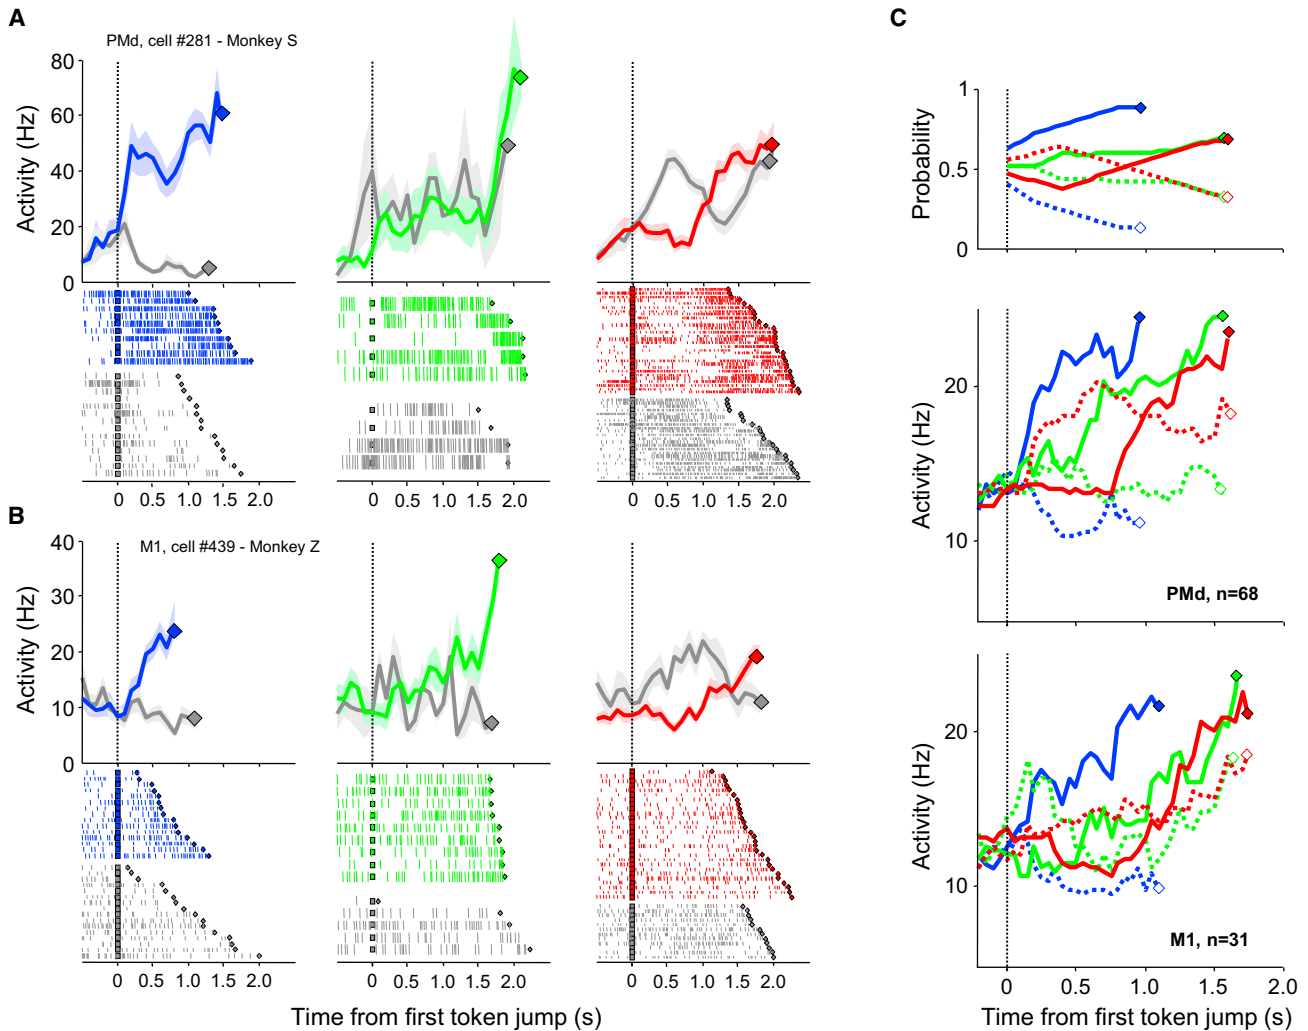 A
PMd, cell #281 - Monkey S
Activity (Hz)
80
60
40
20
0
0 0.5 1.0 1.5 2.0
0 0.5 1.0 1.5 2.0
0 0.5 1.0 1.5 2.0
B
M1, cell #439 - Monkey Z
Activity (Hz)
40
30
20
10
0
0 0.5 1.0 1.5 2.0
0 0.5 1.0 1.5 2.0
0 0.5 1.0 1.5 2.0
Time from first token jump (s)
C
Probability
1
0.5
0
Activity (Hz)
20
10
PMd, n=68
Activity (Hz)
20
10
M1, n=31
0 0.5 1.0 1.5 2.0
Time from first token jump (s)